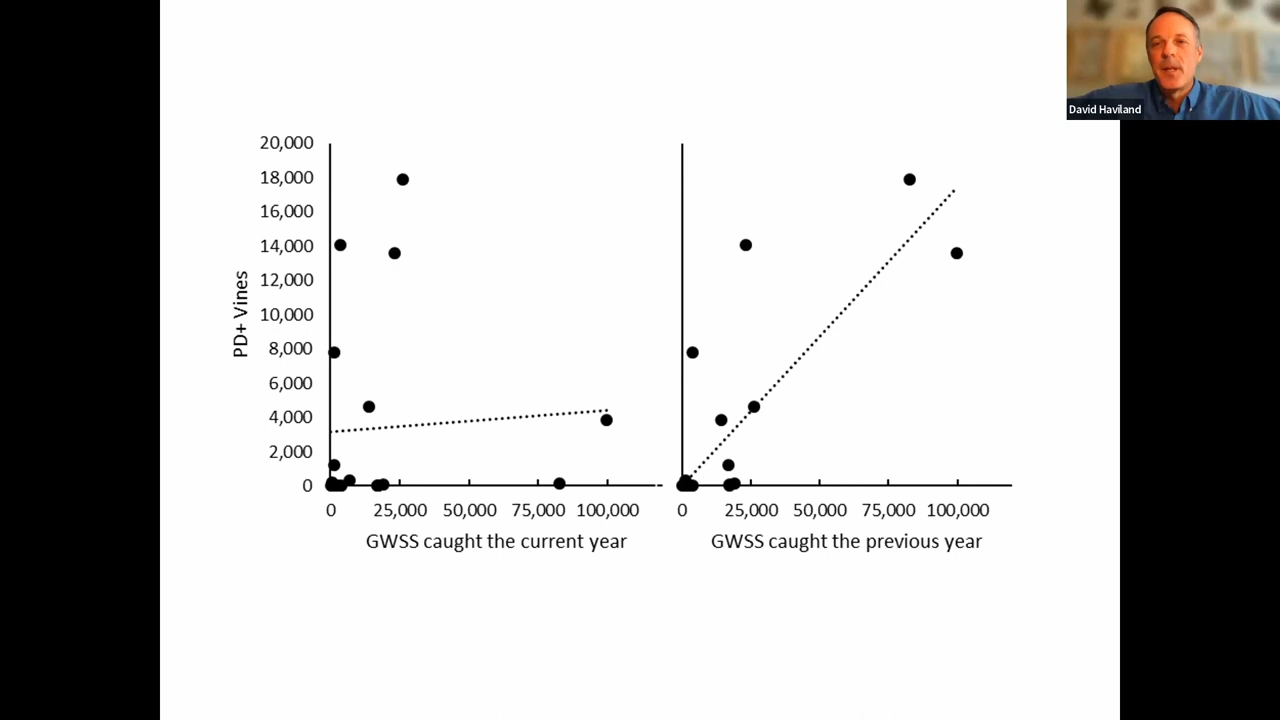 David Haviland
20,000
18,000
16,000
14,000
12,000
10,000
8,000
6,000
4,000
2,000
0
PD+ Vines
0 25,000 50,000 75,000 100,000
0 25,000 50,000 75,000 100,000
GWSS caught the current year
GWSS caught the previous year